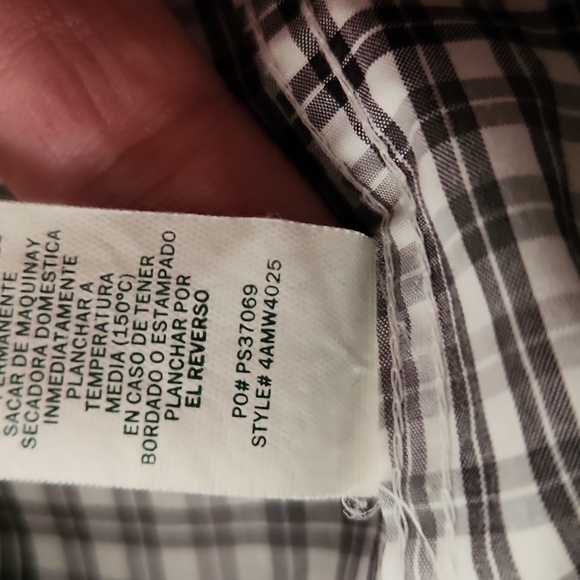 SACAR DE MAQUINAY
SECADORA DOMESTICA
INMEDIATAMENTE
PLANCHAR A
TEMPERATURA
MEDIA (150°C)
EN CASO DE TENER
BORDADO O ESTAMPADO
PLANCHAR POR
EL REVERSO
PO# PS37069
STYLE# 4AMW4025